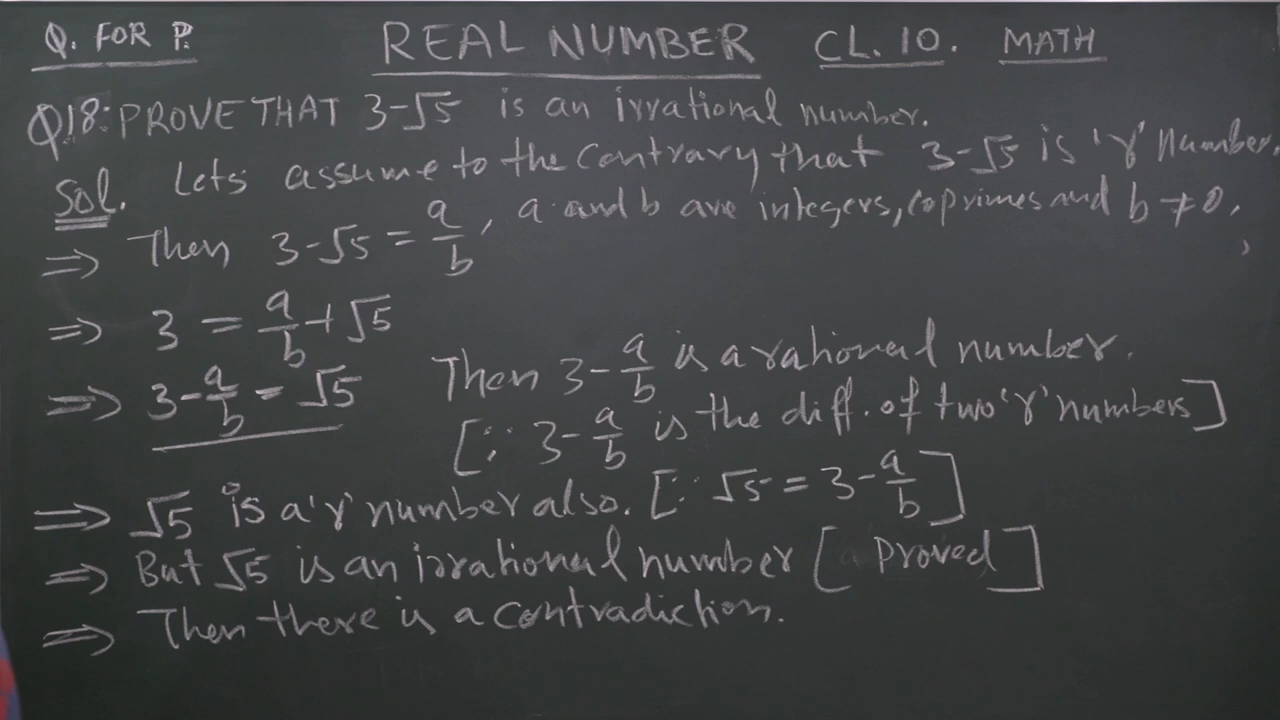 Q. FOR P. REAL NUMBER CL. 10. MATH
Q18: PROVE THAT 3-√5 is an irrational number.
Sol. Lets assume to the Contrary that 3-√5 is 'r' number.
⇒ Then 3-√5 = a/b, a and b are integers, coprimes and b ≠ 0,
⇒ 3 = a/b + √5
⇒ 3 - a/b = √5 Then 3 - a/b is a rational number.
[∵ 3 - a/b is the diff. of two 'r' numbers]
⇒ √5 is a 'r' number also. [∵ √5 = 3 - a/b]
⇒ But √5 is an irrational number [Proved]
⇒ Then there is a contradiction.